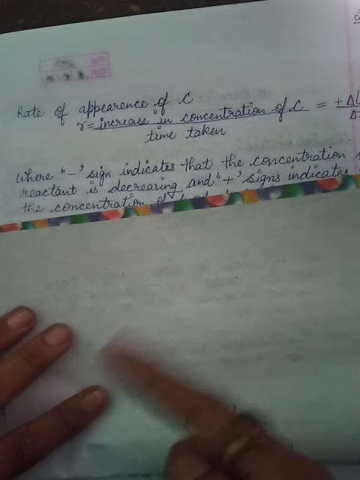 Rate of appearence of C
r = increase in concentration of C = +Δ
time taken
Where '-' sign indicates that the concentration
reactant is decreasing and '+' signs indicates
the concentration of